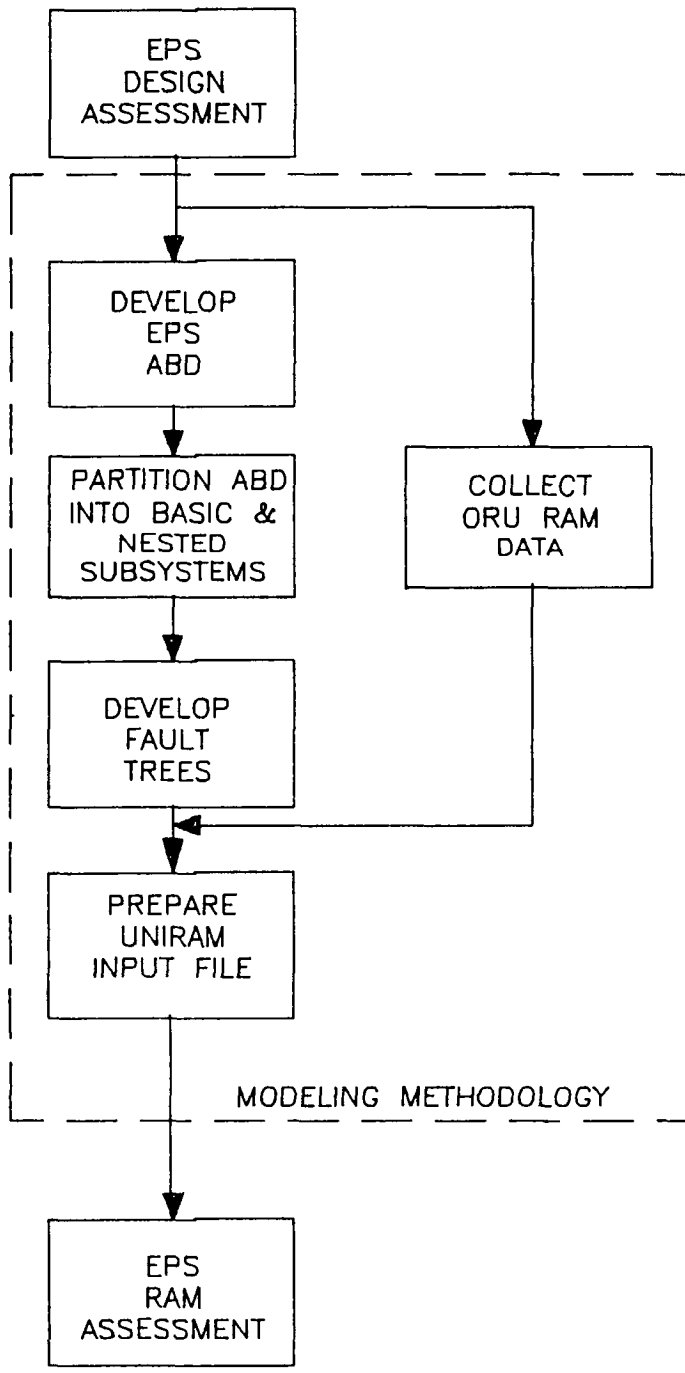 EPS
DESIGN
ASSESSMENT
DEVELOP
EPS
ABD
PARTITION ABD
INTO BASIC &
NESTED
SUBSYSTEMS
COLLECT
ORU RAM
DATA
DEVELOP
FAULT
TREES
PREPARE
UNIRAM
INPUT FILE
MODELING METHODOLOGY
EPS
RAM
ASSESSMENT